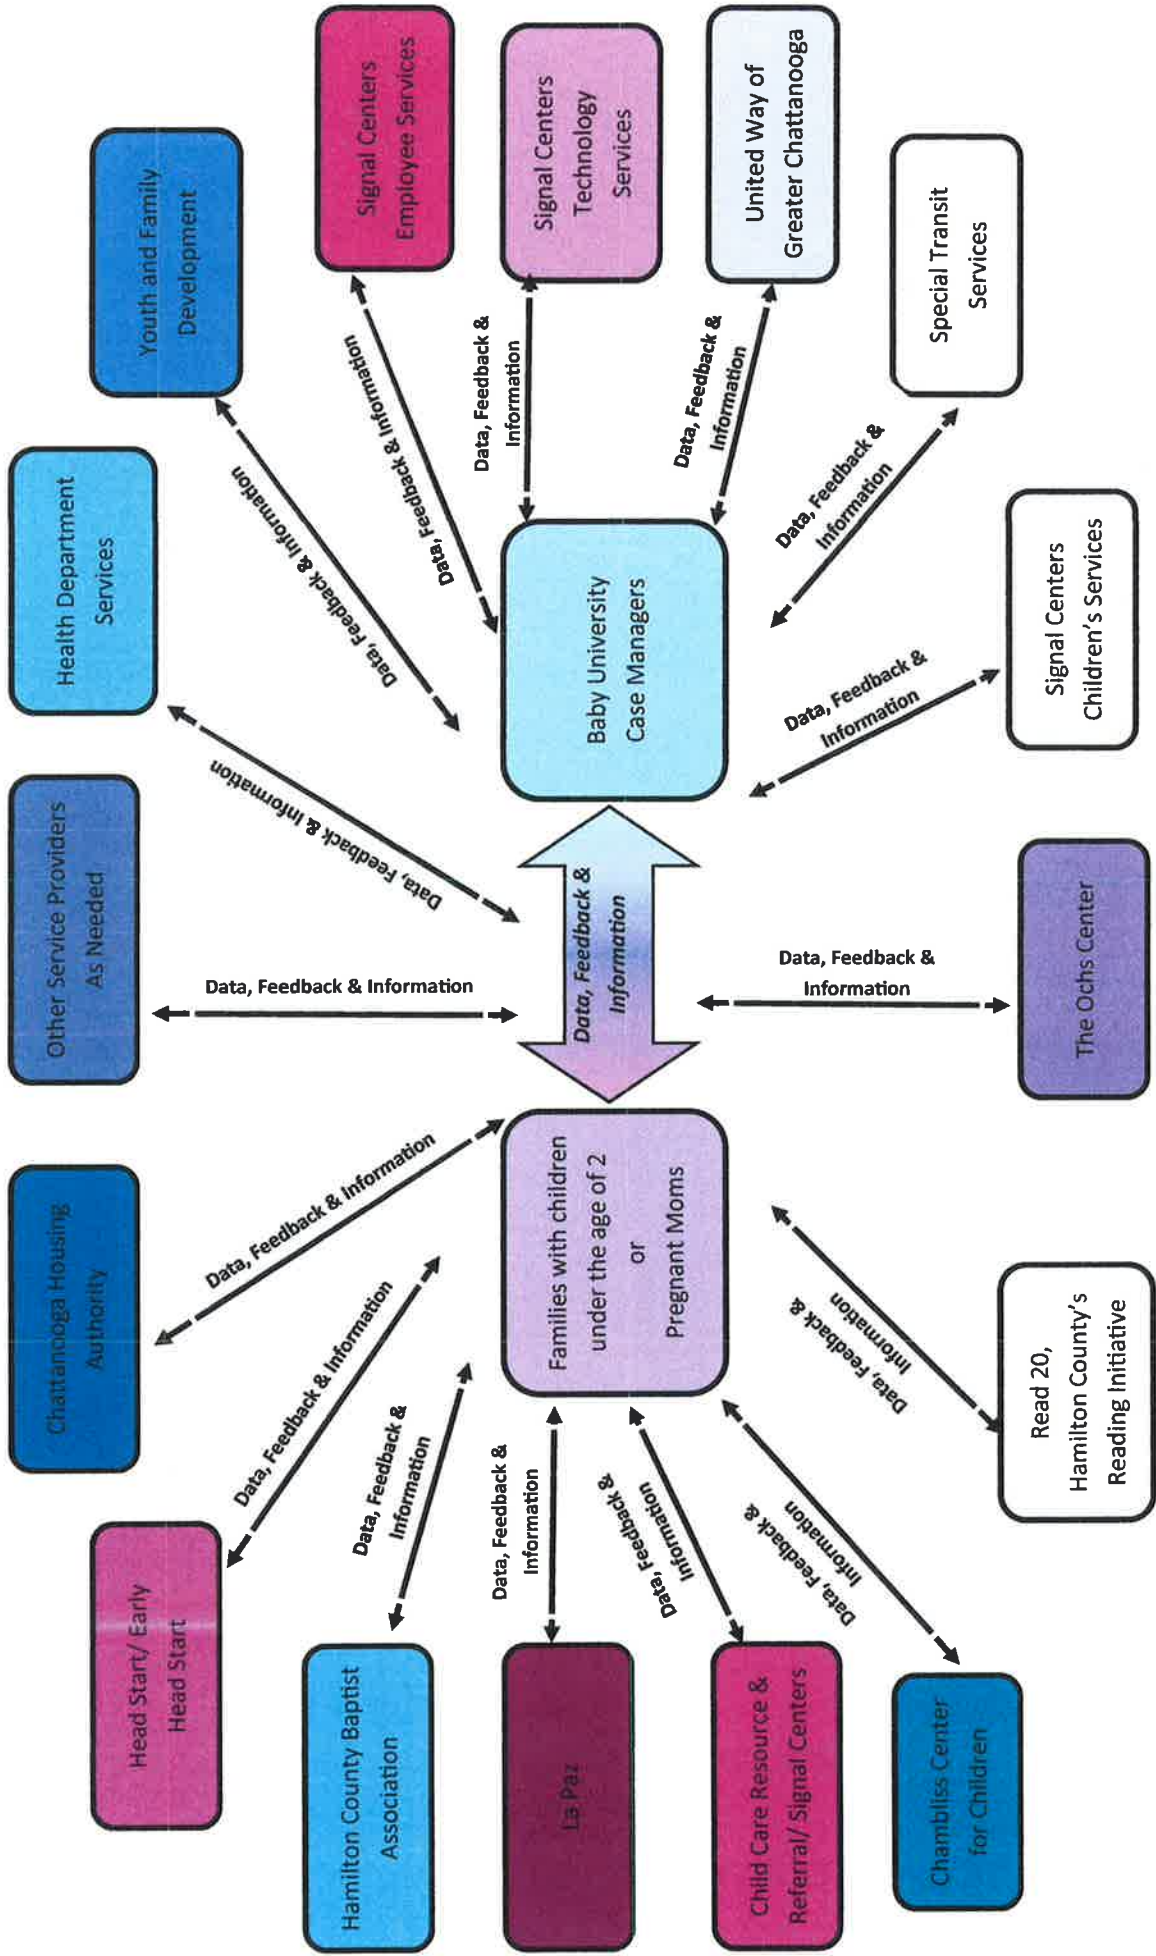 Chattanooga Housing
Authority
Other Service Providers
As Needed
Health Department
Services
Head Start/ Early
Head Start
Youth and Family
Development
Data, Feedback & Information
Data, Feedback & Information
Data, Feedback & Information
Data, Feedback & Information
Data, Feedback & Information
Hamilton County Baptist
Association
Data, Feedback &
Information
Data, Feedback & Information
Signal Centers
Employee Services
La Paz
Data, Feedback &
Information
Families with children
under the age of 2
or
Pregnant Moms
Data, Feedback &
Information
Baby University
Case Managers
Data, Feedback &
Information
Signal Centers
Technology
Services
Child Care Resource &
Referral/ Signal Centers
Data, Feedback &
Information
Data, Feedback &
Information
United Way of
Greater Chattanooga
Chambliss Center
for Children
Data, Feedback &
Information
Data, Feedback &
Information
Data, Feedback &
Information
Data, Feedback &
Information
Data, Feedback &
Information
Special Transit
Services
Read 20,
Hamilton County's
Reading Initiative
The Ochs Center
Signal Centers
Children's Services